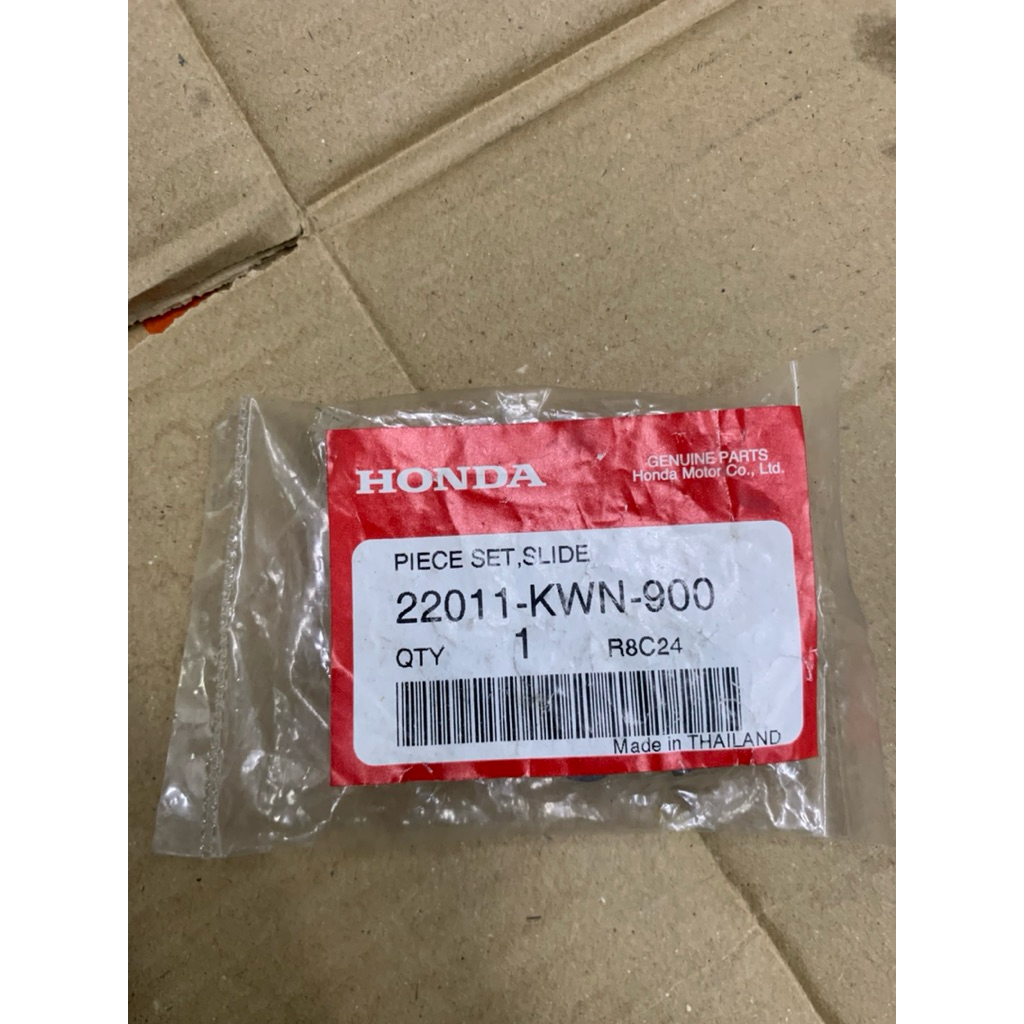 HONDA
GENUINE PARTS
Honda Motor Co., Ltd.
PIECE SET,SLIDE
22011-KWN-900
QTY 1 R8C24
Made in THAILAND